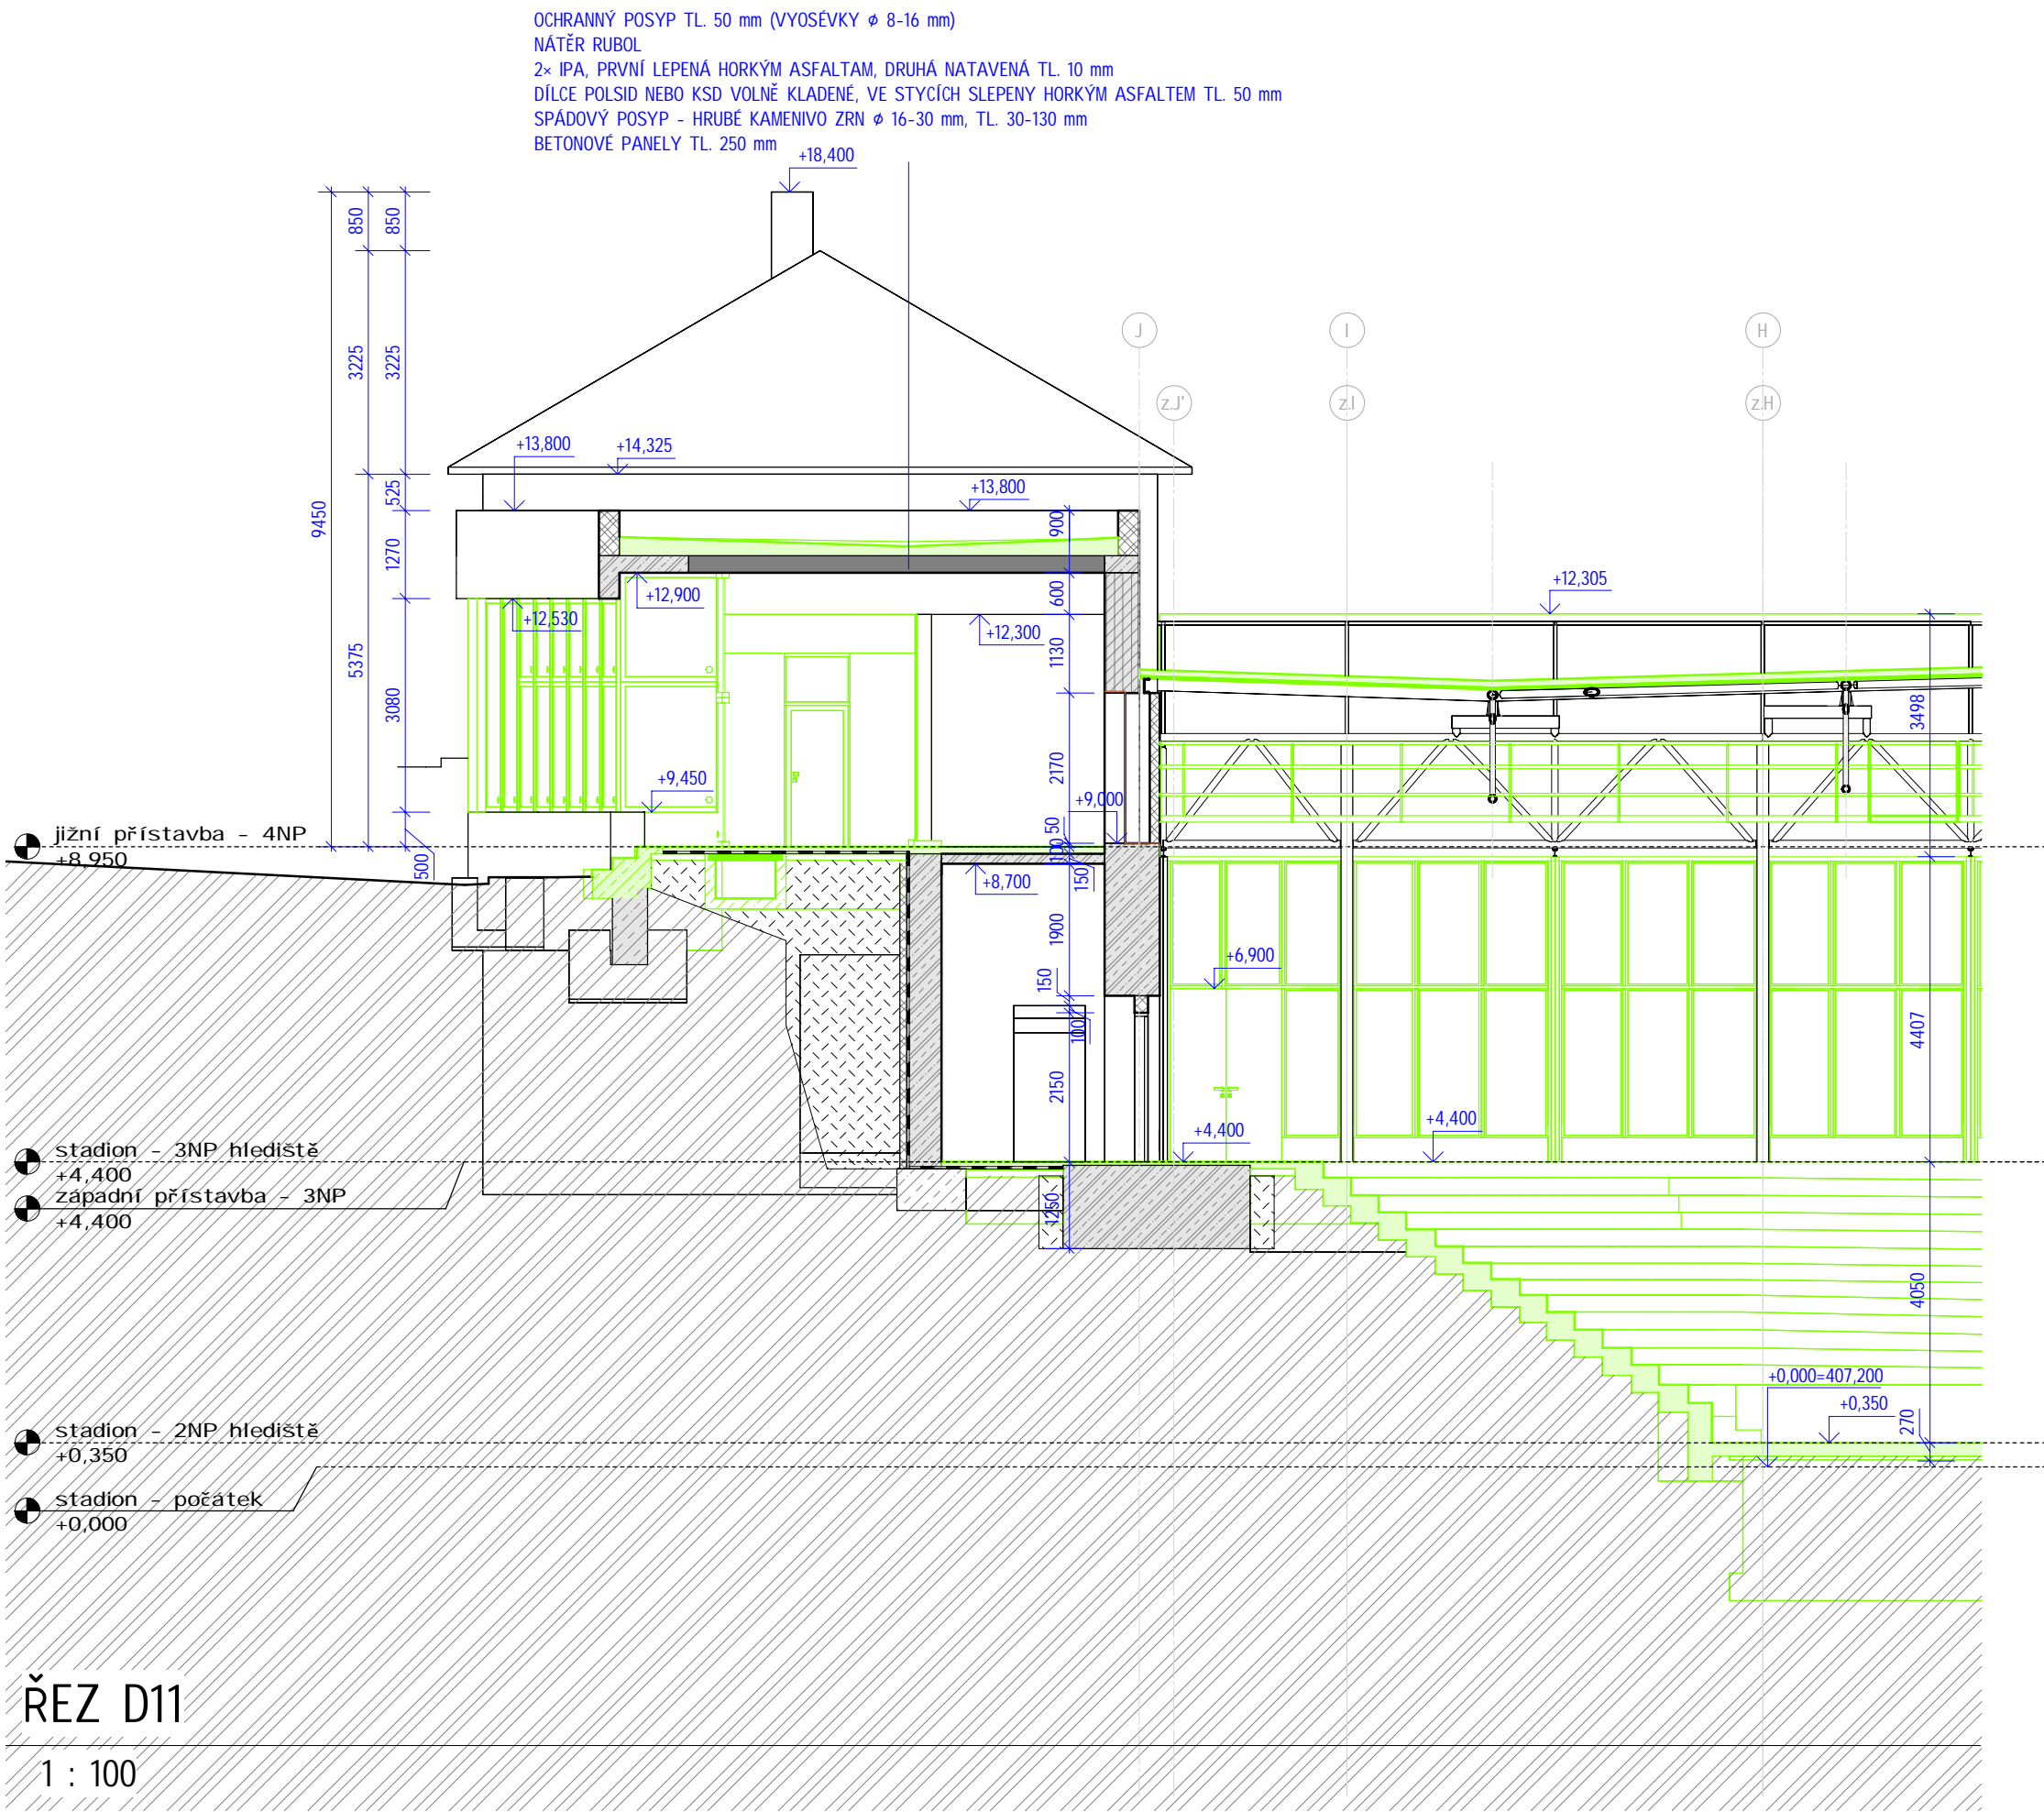 OCHRANNÝ POSYP TL. 50 mm (VYOSÉVKY ø 8-16 mm)
NÁTĚR RUBOL
2× IPA, PRVNÍ LEPENÁ HORKÝM ASFALTAM, DRUHÁ NATAVENÁ TL. 10 mm
DÍLCE POLSID NEBO KSD VOLNĚ KLADENÉ, VE STYCÍCH SLEPENY HORKÝM ASFALTEM TL. 50 mm
SPÁDOVÝ POSYP - HRUBÉ KAMENIVO ZRN ø 16-30 mm, TL. 30-130 mm
BETONOVÉ PANELY TL. 250 mm
+18,400
850
850
3225
3225
J
I
H
z.J'
z.I
z.H
+13,800
+14,325
+13,800
9450
525
900
1270
5375
3080
500
+12,900
+12,530
600
+12,300
1130
+12,305
3498
2170
+9,450
+9,000
50
100
150
jižní přístavba - 4NP
+8,950
+8,700
1900
+6,900
150
100
4407
2150
+4,400
+4,400
stadion - 3NP hlediště
+4,400
západní přístavba - 3NP
+4,400
1250
4050
+0,000=407,200
+0,350
270
stadion - 2NP hlediště
+0,350
stadion - počátek
+0,000
ŘEZ D11
1 : 100